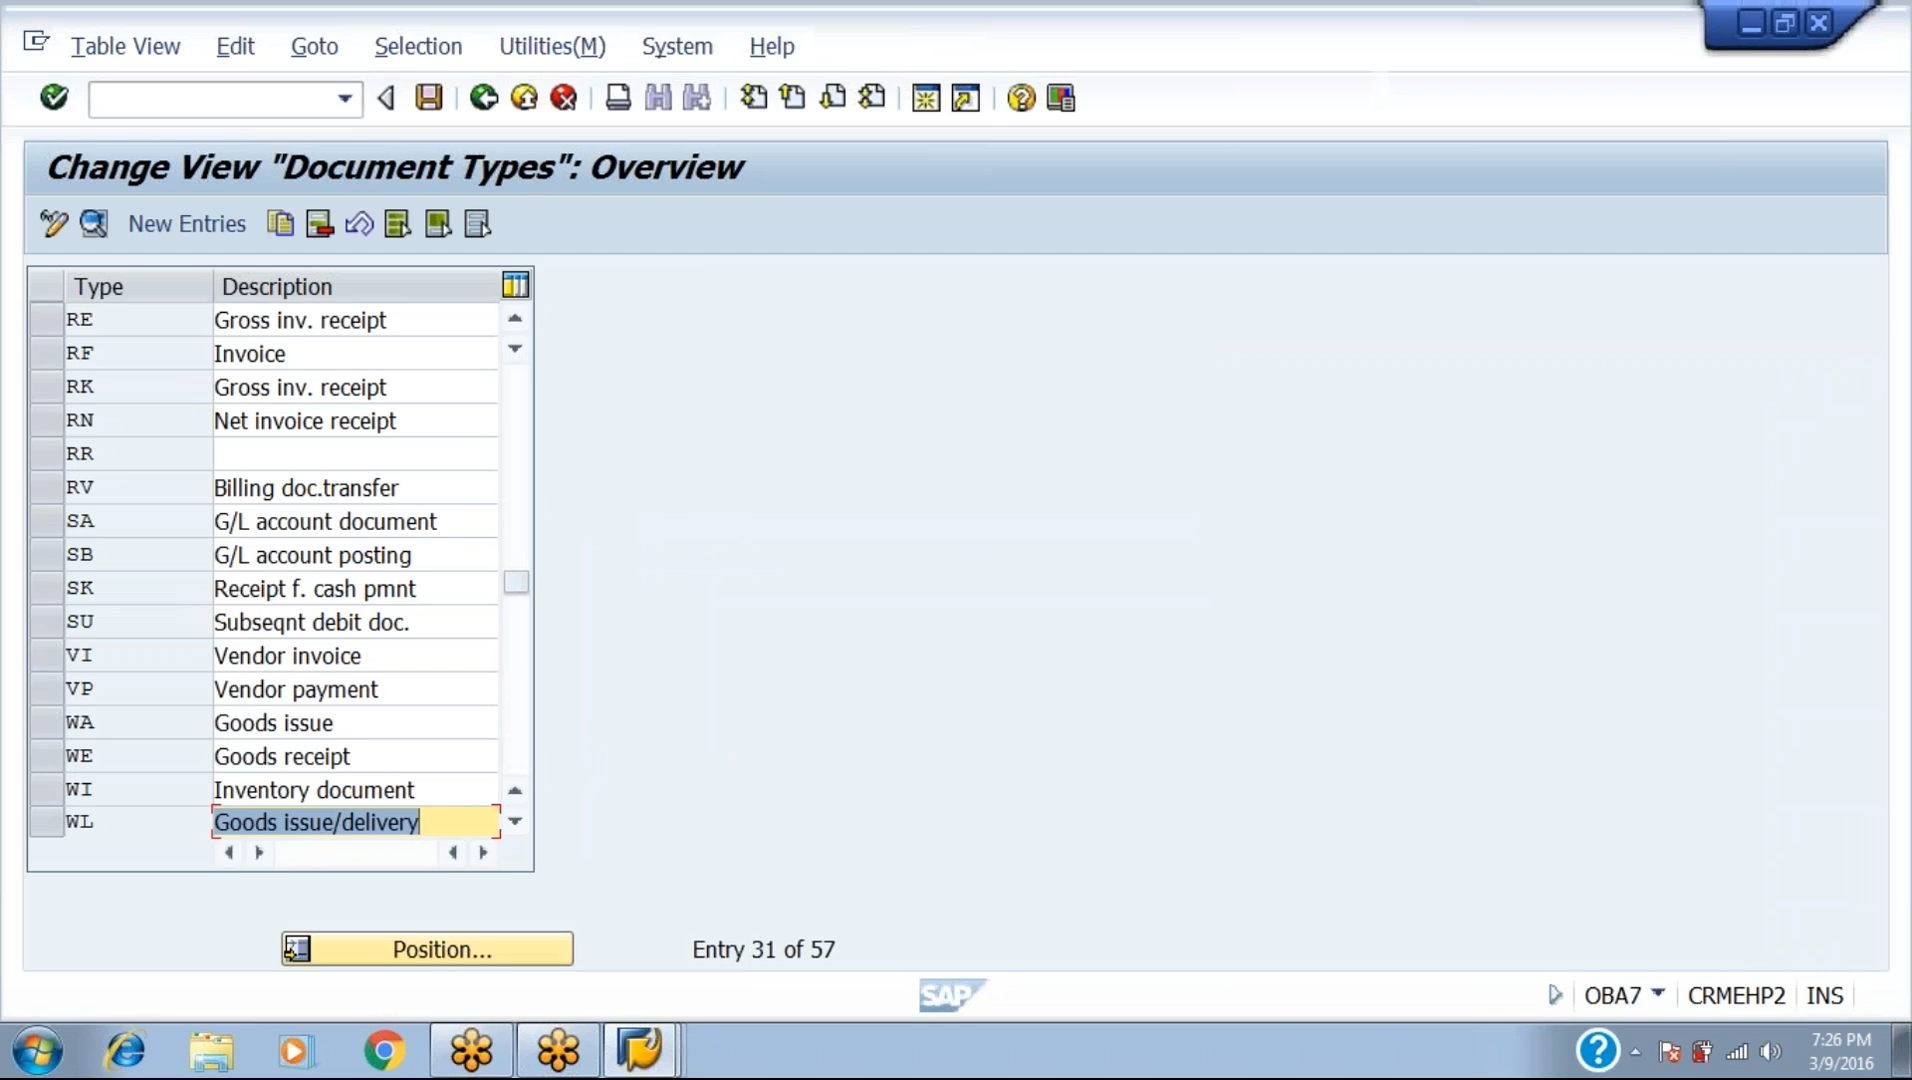 Table View Edit Goto Selection Utilities(M) System Help
Change View "Document Types": Overview
New Entries
Type Description
RE Gross inv. receipt
RF Invoice
RK Gross inv. receipt
RN Net invoice receipt
RR
RV Billing doc.transfer
SA G/L account document
SB G/L account posting
SK Receipt f. cash pmnt
SU Subseqnt debit doc.
VI Vendor invoice
VP Vendor payment
WA Goods issue
WE Goods receipt
WI Inventory document
WL Goods issue/delivery
Position... Entry 31 of 57
SAP OBA7 CRMEHP2 INS
7:26 PM
3/9/2016